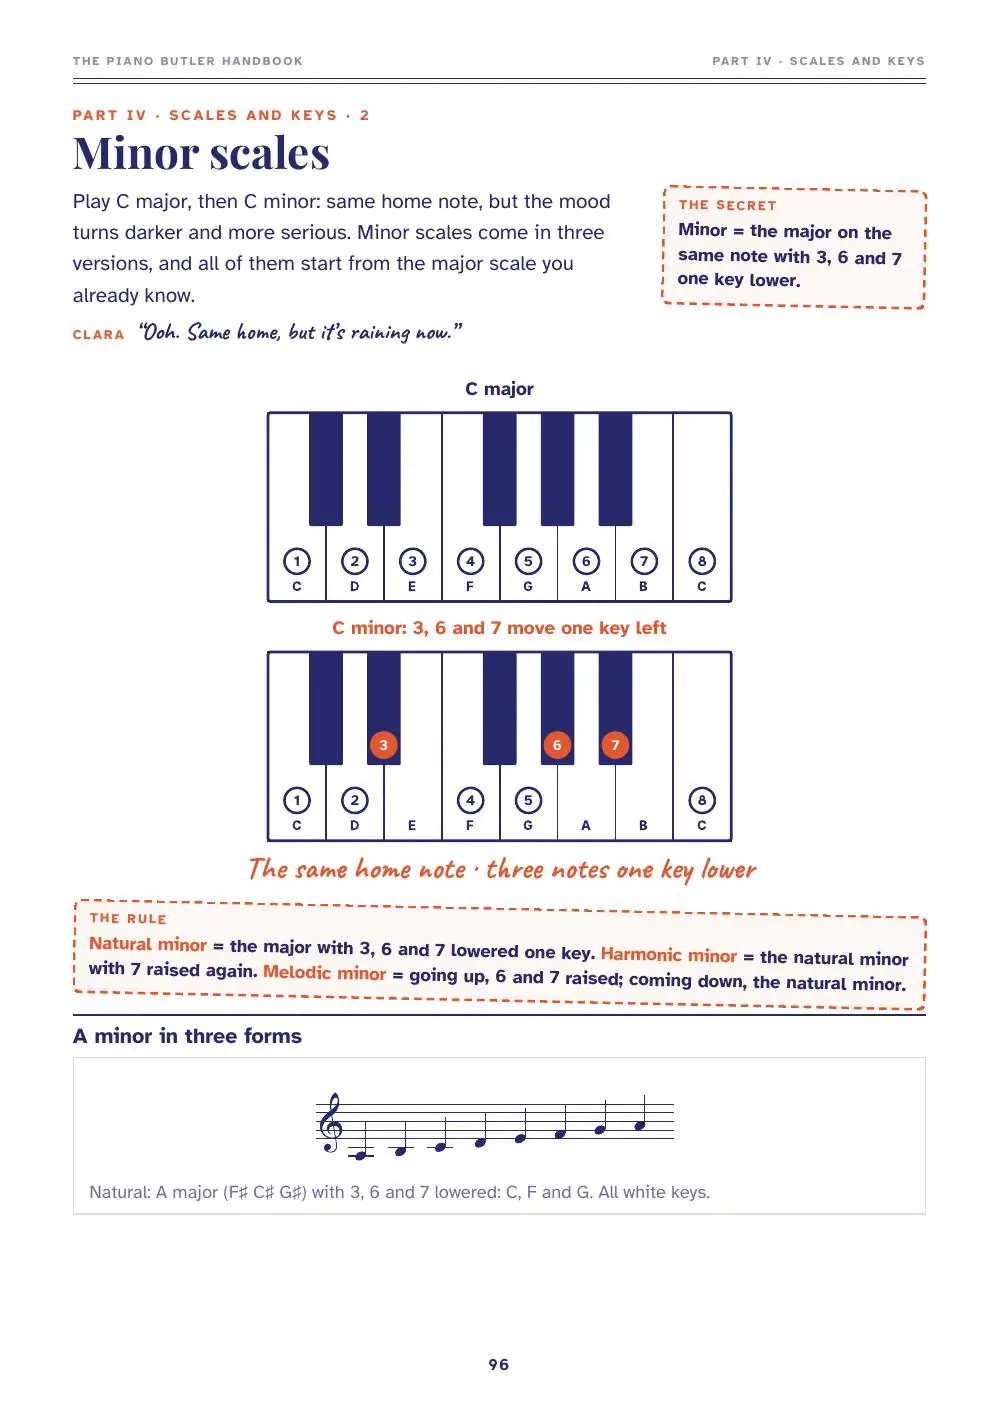 THE PIANO BUTLER HANDBOOK
PART IV · SCALES AND KEYS
PART IV · SCALES AND KEYS · 2
Minor scales
Play C major, then C minor: same home note, but the mood
turns darker and more serious. Minor scales come in three
versions, and all of them start from the major scale you
already know.
CLARA “Ooh. Same home, but it’s raining now.”
THE SECRET
Minor = the major on the
same note with 3, 6 and 7
one key lower.
C major
1 2 3 4 5 6 7 8
C D E F G A B C
C minor: 3, 6 and 7 move one key left
3 6 7
1 2 4 5 8
C D E F G A B C
The same home note · three notes one key lower
THE RULE
Natural minor = the major with 3, 6 and 7 lowered one key. Harmonic minor = the natural minor
with 7 raised again. Melodic minor = going up, 6 and 7 raised; coming down, the natural minor.
A minor in three forms
Natural: A major (F♯ C♯ G♯) with 3, 6 and 7 lowered: C, F and G. All white keys.
96